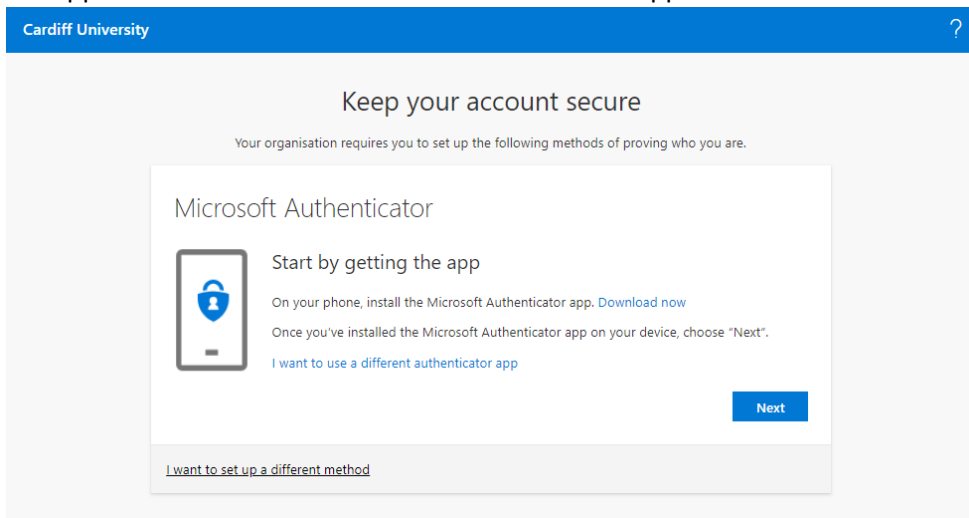 Cardiff University
?
Keep your account secure
Your organisation requires you to set up the following methods of proving who you are.
Microsoft Authenticator
Start by getting the app
On your phone, install the Microsoft Authenticator app. Download now
Once you've installed the Microsoft Authenticator app on your device, choose "Next".
I want to use a different authenticator app
Next
I want to set up a different method